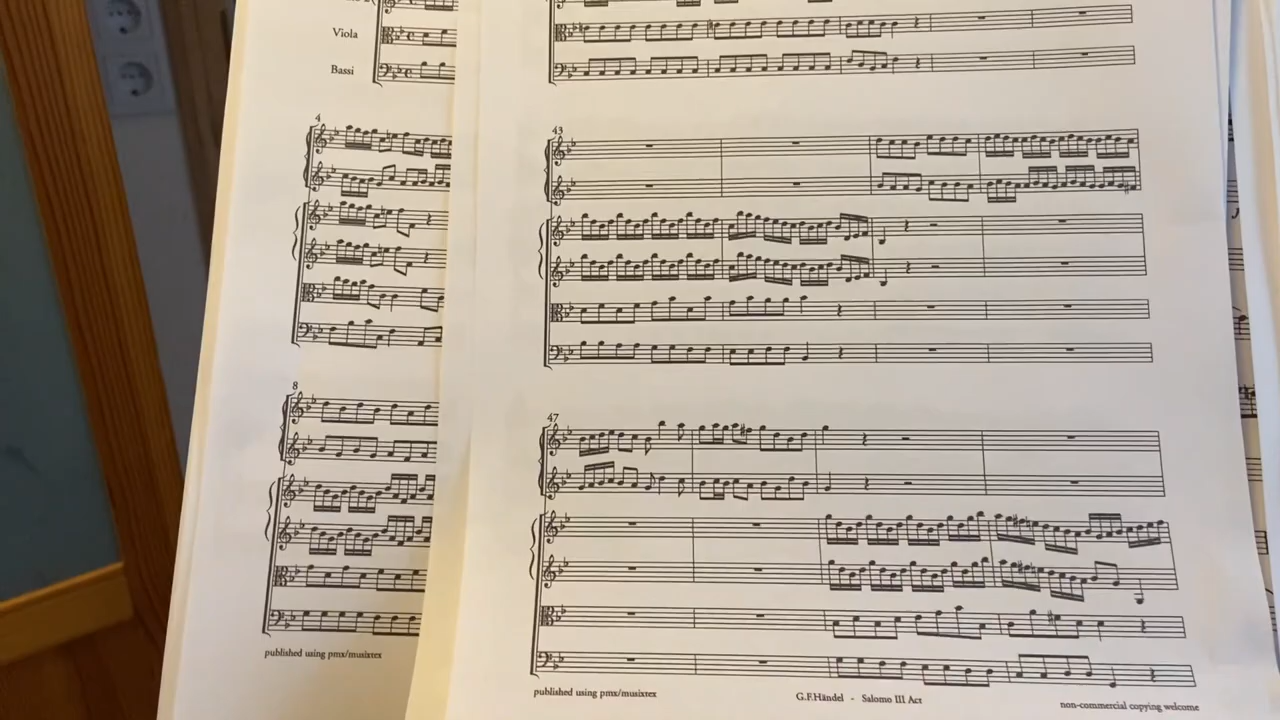 Viola
Bassi
4
8
published using pmx/musixtex
43
47
published using pmx/musixtex
G.F.Händel - Salomo III Act
non-commercial copying welcome